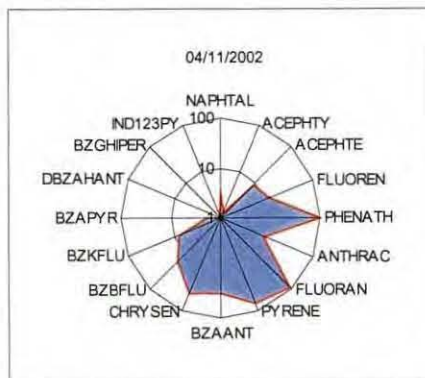 04/11/2002
NAPHTAL
100
IND123PY
ACEPHTY
BZGHIPER
ACEPHTE
10
DBZAHANT
FLUOREN
BZAPYR
1
PHENATH
BZKFLU
ANTHRAC
BZBFLU
FLUORAN
CHRYSEN
PYRENE
BZAANT